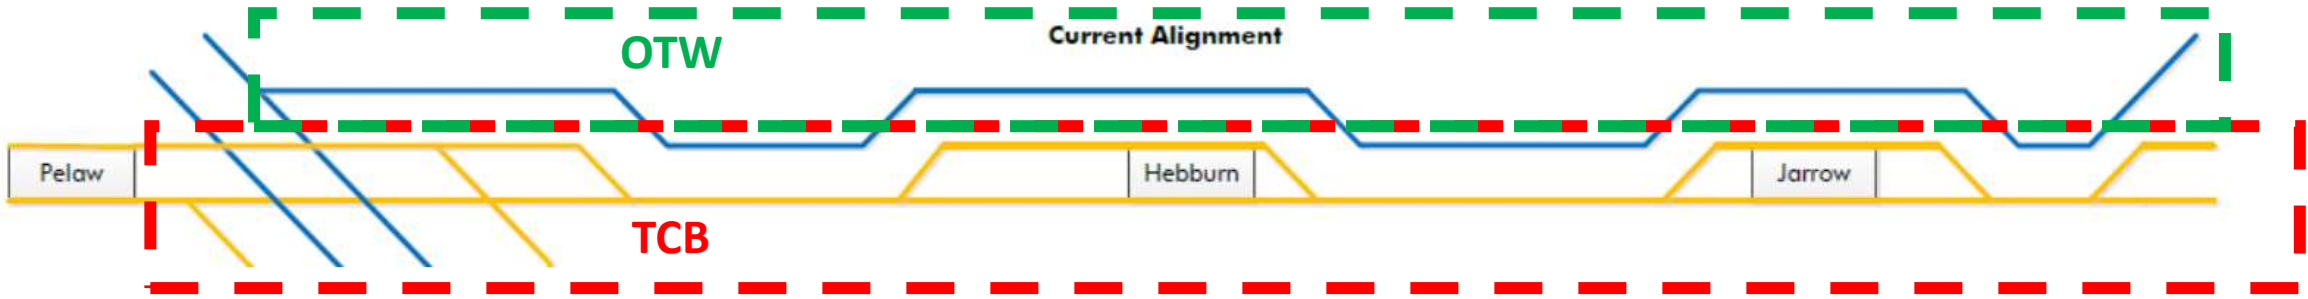 Current Alignment
OTW
Pelaw
Hebburn
Jarrow
TCB